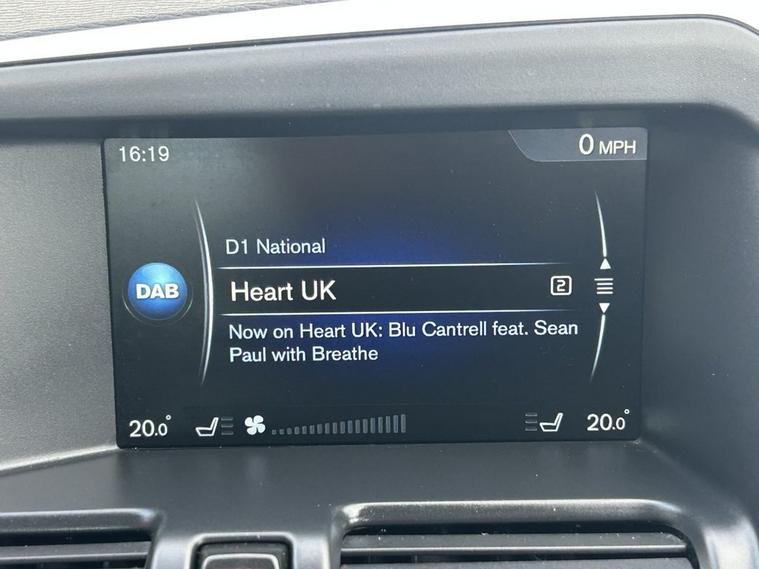 16:19
0 MPH
D1 National
DAB
Heart UK
2
Now on Heart UK: Blu Cantrell feat. Sean
Paul with Breathe
20.0°
20.0°